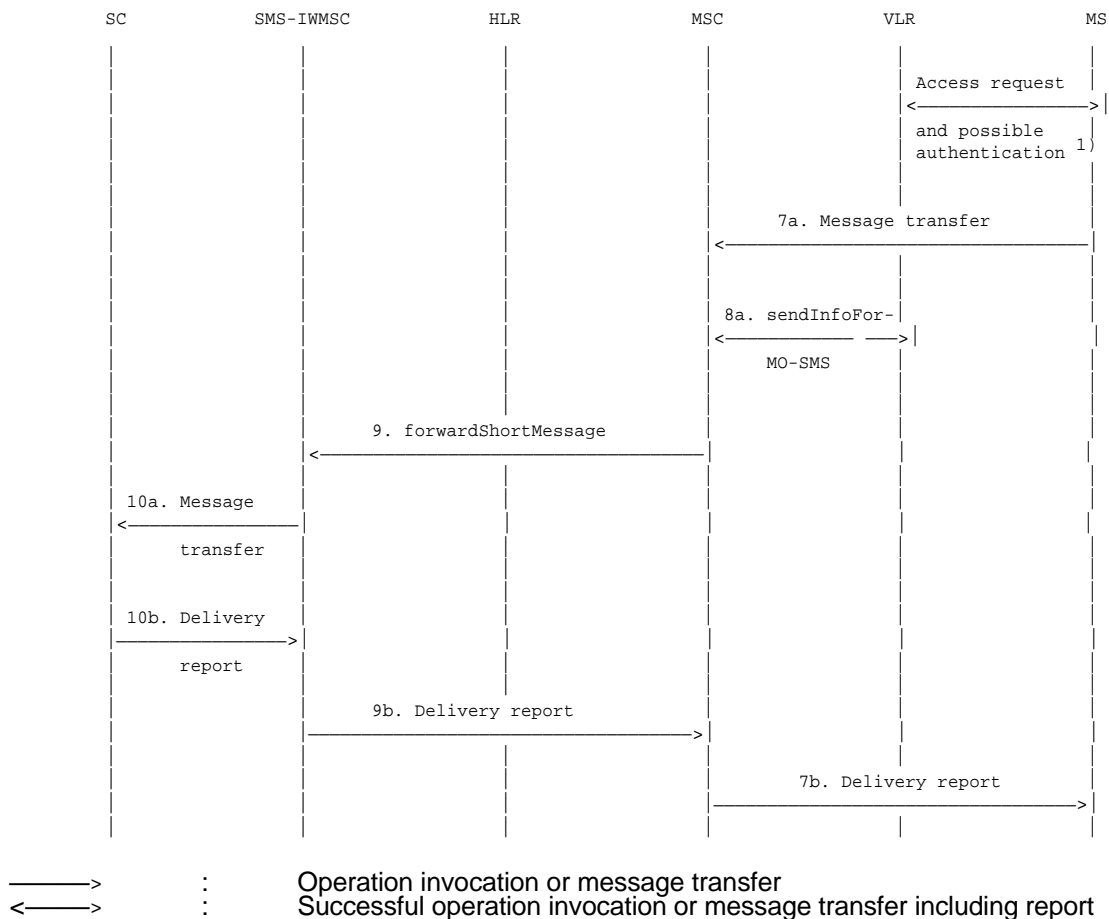 SC SMS-IWMSC HLR MSC VLR MS
Access request
and possible
authentication 1)
7a. Message transfer
8a. sendInfoFor-
MO-SMS
9. forwardShortMessage
10a. Message
transfer
10b. Delivery
report
9b. Delivery report
7b. Delivery report
: Operation invocation or message transfer
: Successful operation invocation or message transfer including report